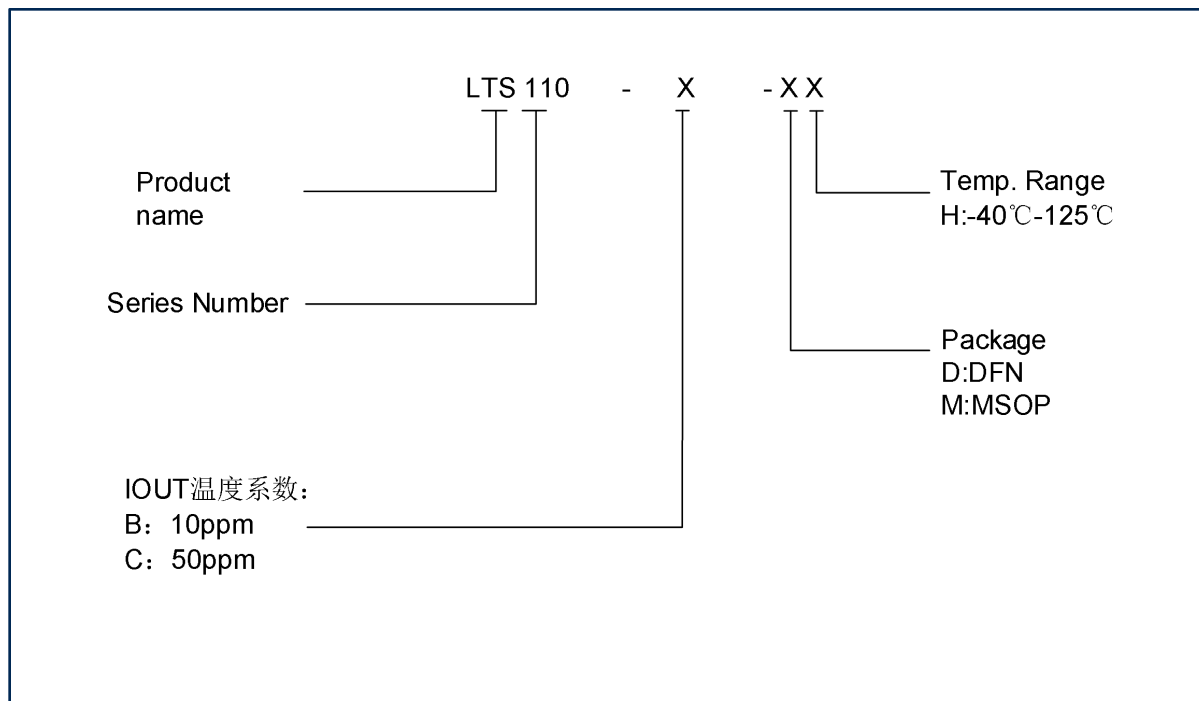 LTS 110 - X - X X
Product
name
Temp. Range
H:-40℃-125℃
Series Number
Package
D:DFN
M:MSOP
IOUT温度系数：
B：10ppm
C：50ppm